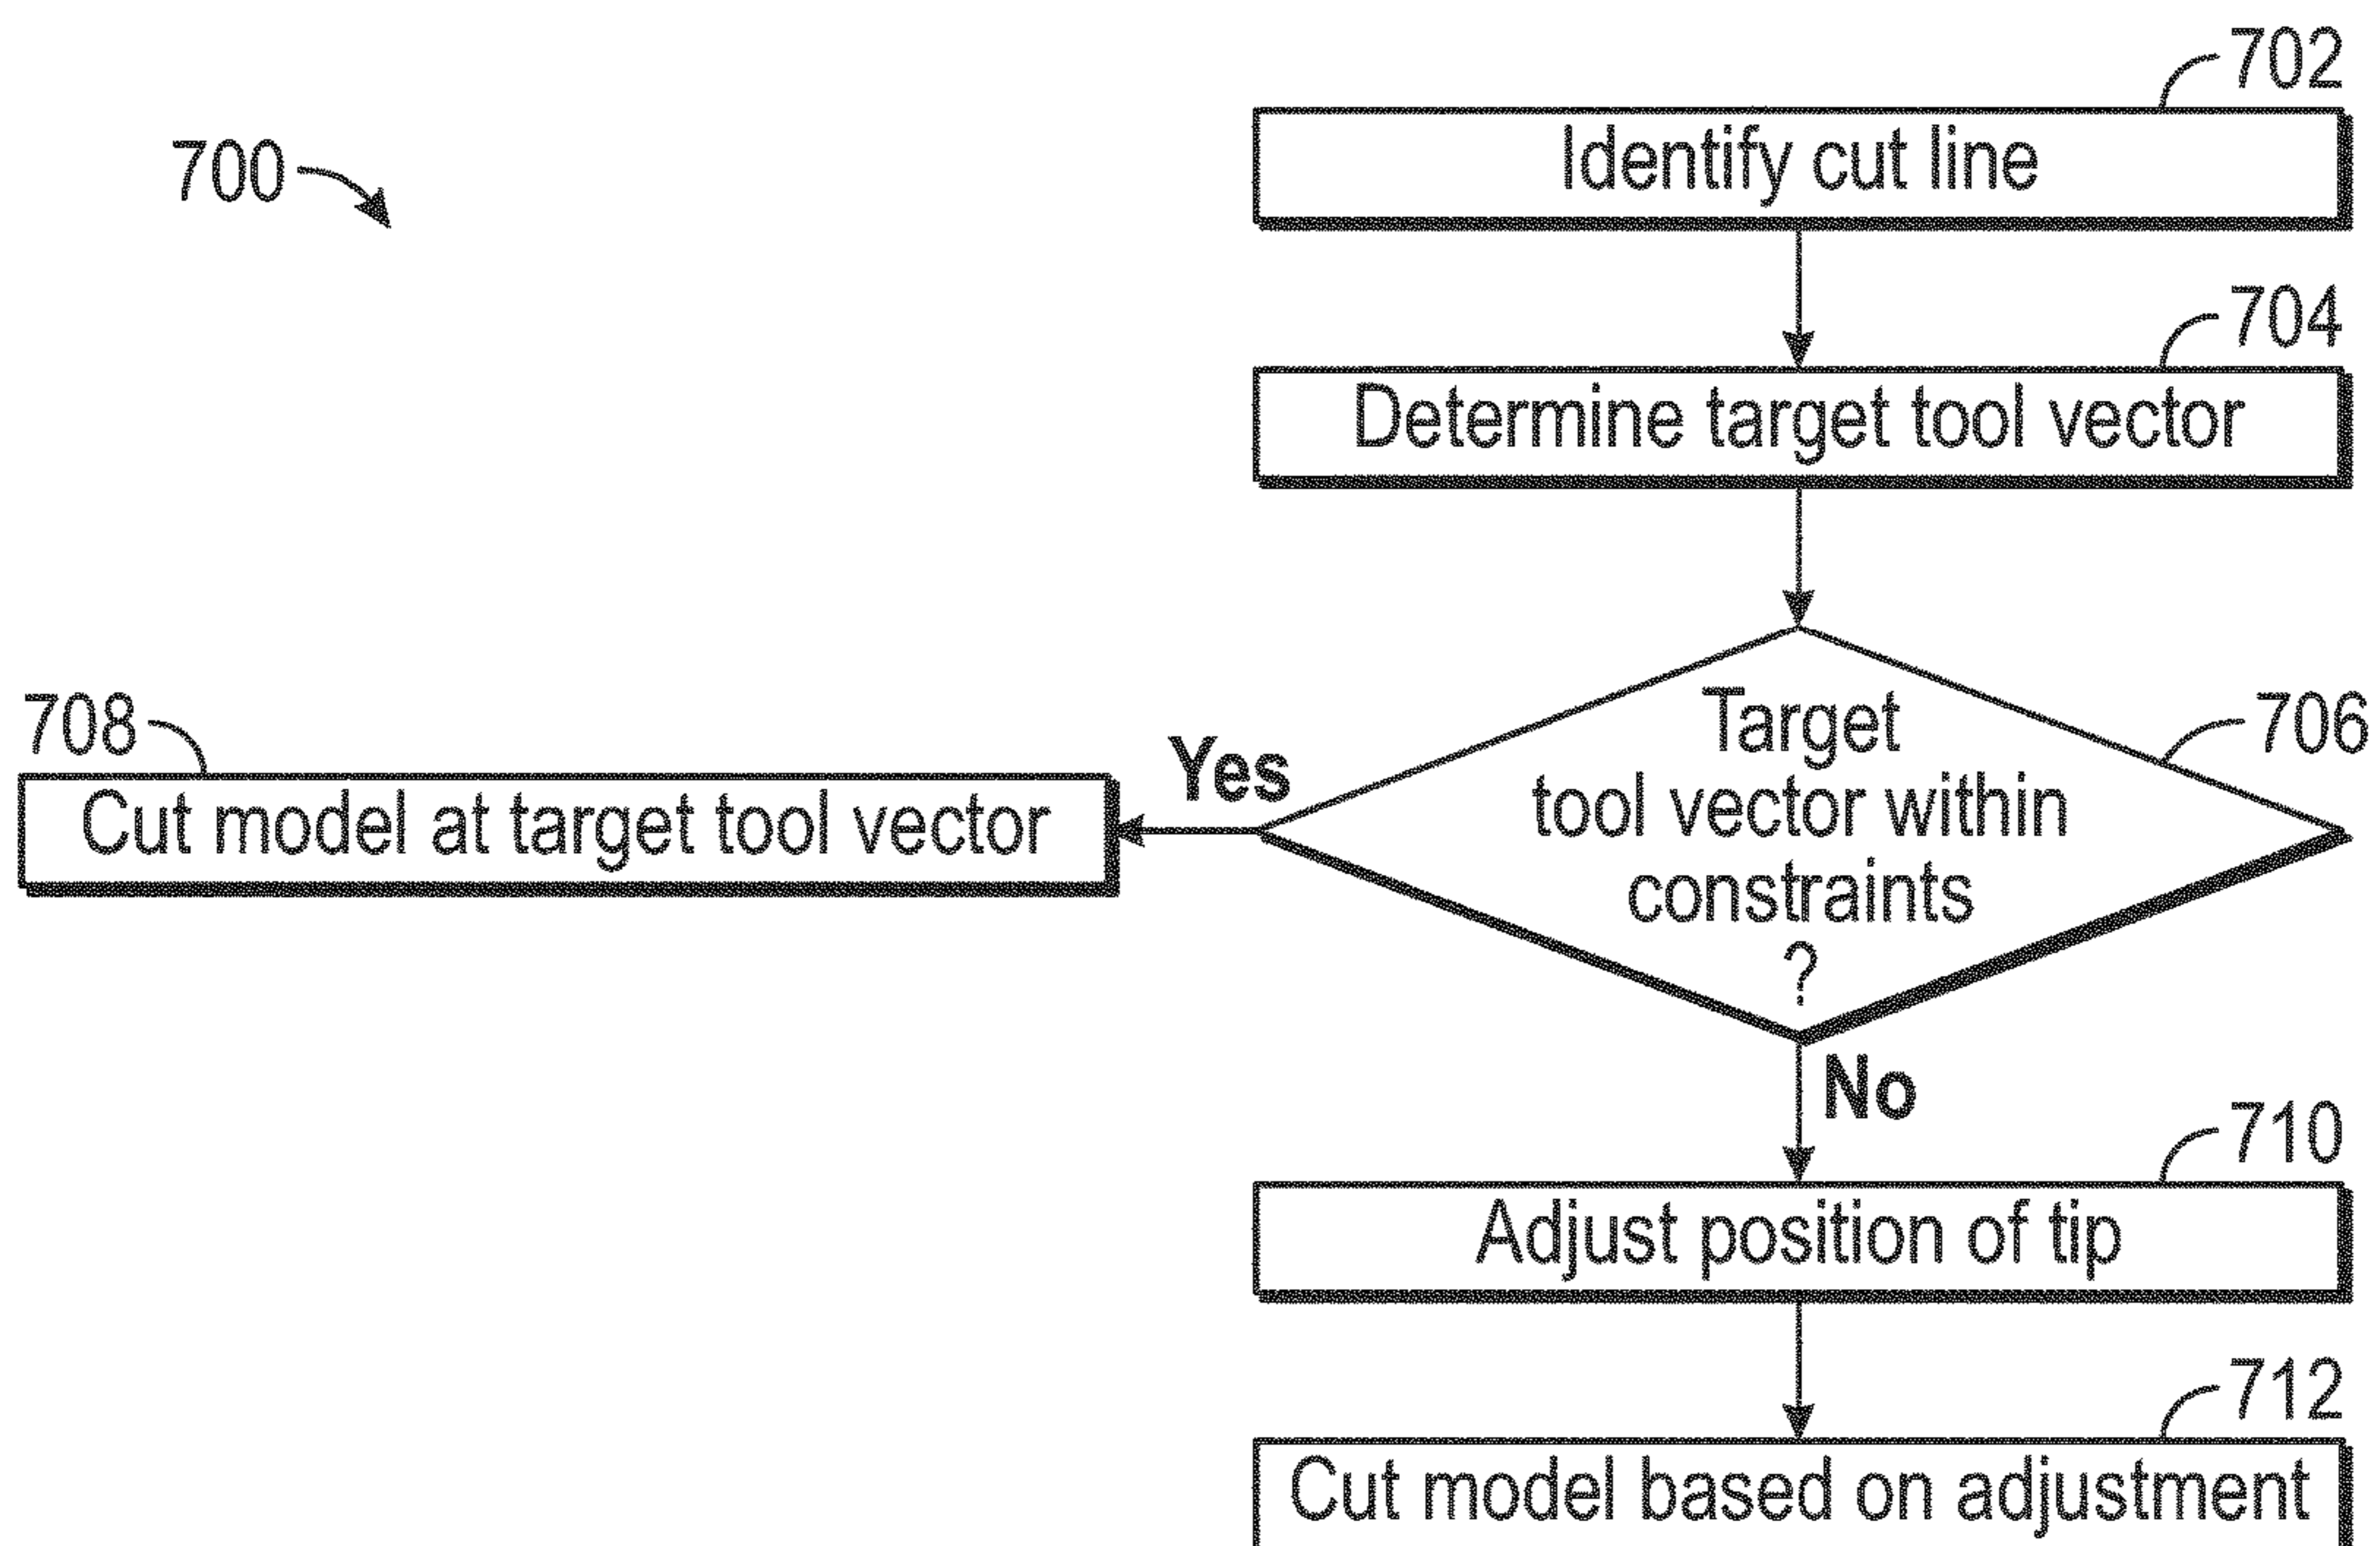 702
700
Identify cut line
704
Determine target tool vector
706
Target
tool vector within
constraints
?
708
Yes
Cut model at target tool vector
No
710
Adjust position of tip
712
Cut model based on adjustment